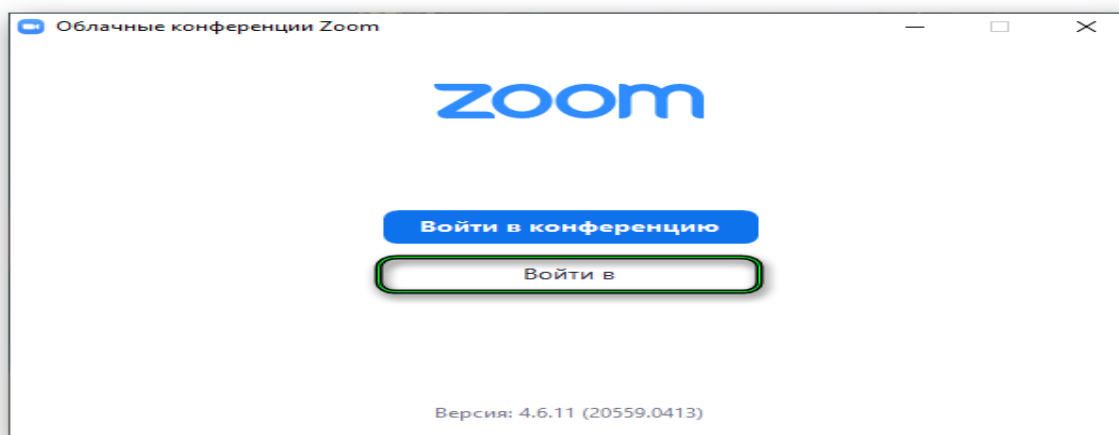 Облачные конференции Zoom
zoom
Войти в конференцию
Войти в
Версия: 4.6.11 (20559.0413)